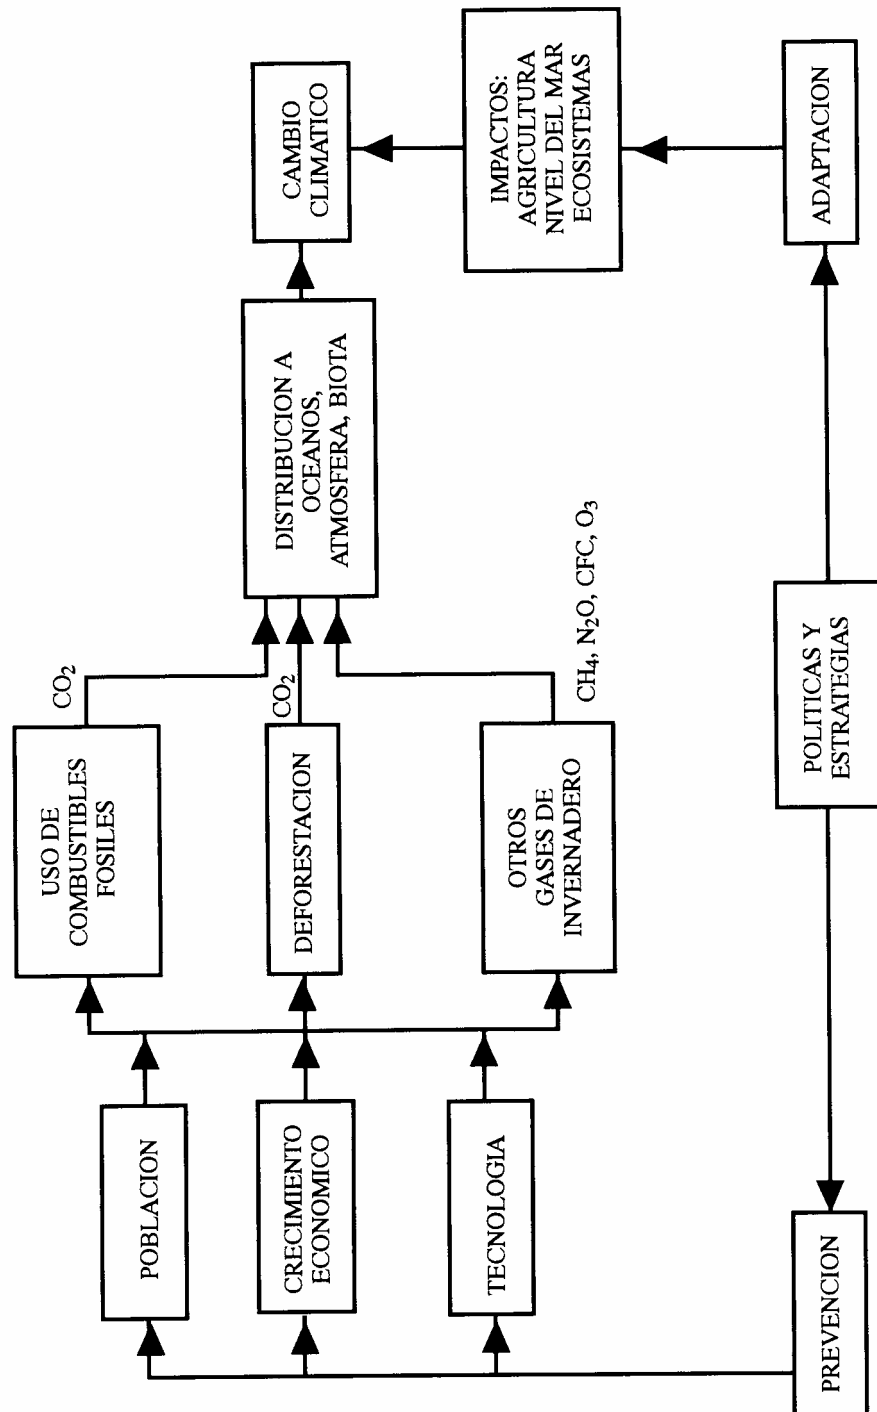 POBLACION
CRECIMIENTO
ECONOMICO
TECNOLOGIA
USO DE
COMBUSTIBLES
FOSILES
CO₂
DEFORESTACION
CO₂
OTROS
GASES DE
INVERNADERO
CH₄, N₂O, CFC, O₃
DISTRIBUCION A
OCEANOS,
ATMOSFERA, BIOTA
CAMBIO
CLIMATICO
IMPACTOS:
AGRICULTURA
NIVEL DEL MAR
ECOSISTEMAS
PREVENCION
POLITICAS Y
ESTRATEGIAS
ADAPTACION